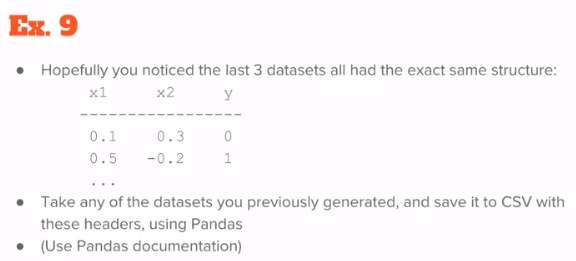 Ex. 9
● Hopefully you noticed the last 3 datasets all had the exact same structure:
x1 x2 y
------------------
0.1 0.3 0
0.5 -0.2 1
...
● Take any of the datasets you previously generated, and save it to CSV with
these headers, using Pandas
● (Use Pandas documentation)